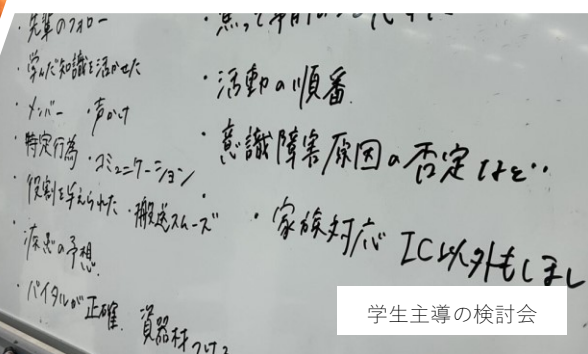 ・先輩のフォロー
・学んだ知識を活かせた
・メンバー ・声かけ
・特定行為 ・コミュニケーション
・役割を与えられた ・搬送スムーズ
・疾患の予想
・バイタルが正確
資器材
・活動の順番
・意識障害原因の否定など‥
・家族対応 IC以外もしまし
学生主導の検討会